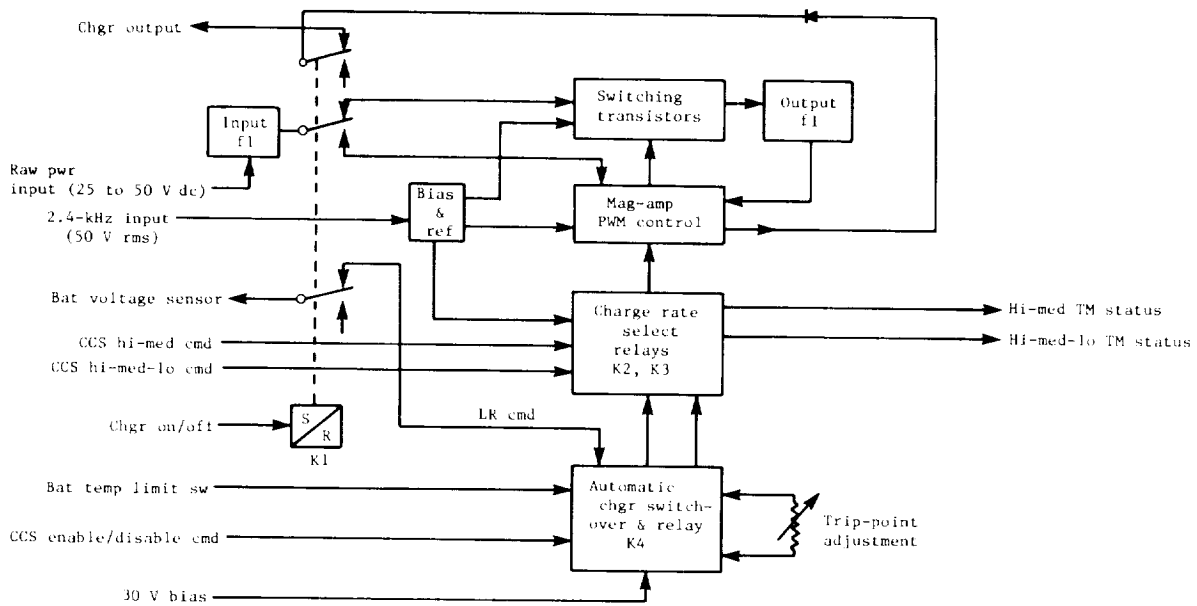 Chgr output
Switching
transistors
Output
fl
Input
fl
Raw pwr
input (25 to 50 V dc)
2.4-kHz input
(50 V rms)
Bias
&
ref
Mag-amp
PWM control
Bat voltage sensor
Charge rate
select
relays
K2, K3
Hi-med TM status
Hi-med-lo TM status
CCS hi-med cmd
CCS hi-med-lo cmd
Chgr on/off
S
R
K1
LR cmd
Bat temp limit sw
Automatic
chgr switch-
over & relay
K4
Trip-point
adjustment
CCS enable/disable cmd
30 V bias